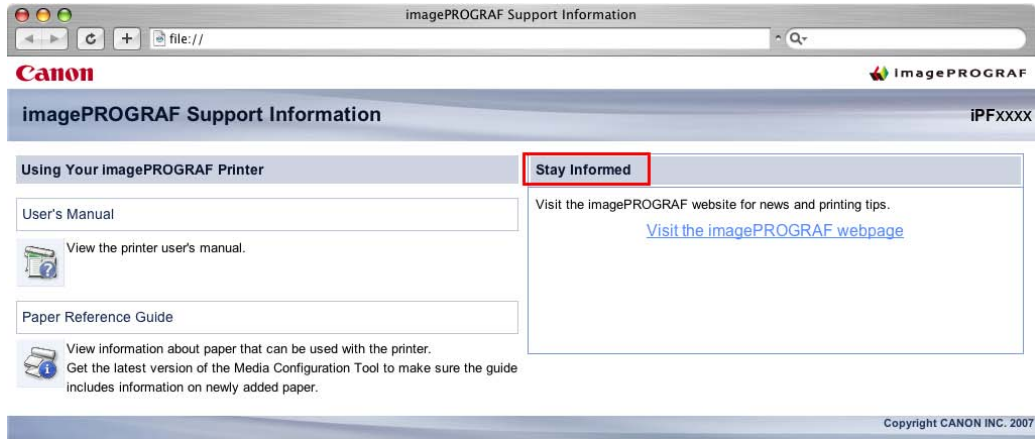 imagePROGRAF Support Information
file://
Canon
imagePROGRAF
imagePROGRAF Support Information
iPFxxxx
Using Your imagePROGRAF Printer
User's Manual
View the printer user's manual.
Paper Reference Guide
View information about paper that can be used with the printer.
Get the latest version of the Media Configuration Tool to make sure the guide
includes information on newly added paper.
Stay Informed
Visit the imagePROGRAF website for news and printing tips.
Visit the imagePROGRAF webpage
Copyright CANON INC. 2007